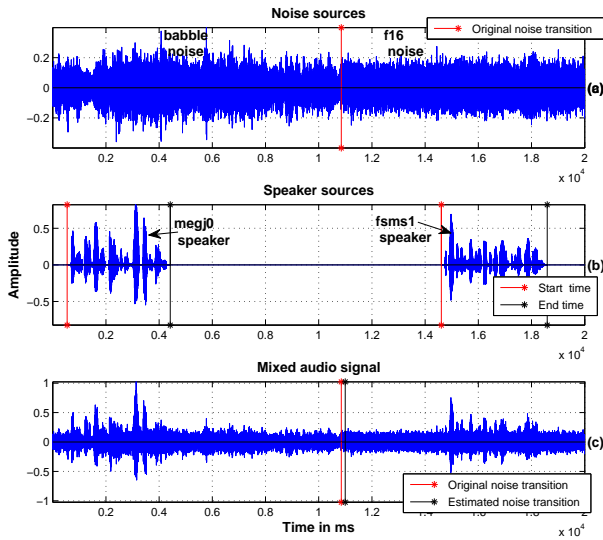 Noise sources
babble
noise
f16
noise
Original noise transition
0.2
0
−0.2
(a)
0.2 0.4 0.6 0.8 1 1.2 1.4 1.6 1.8 2
x 10^4
Speaker sources
megj0
speaker
fsms1
speaker
0.5
0
−0.5
(b)
Start time
End time
0.2 0.4 0.6 0.8 1 1.2 1.4 1.6 1.8 2
x 10^4
Amplitude
Mixed audio signal
1
0.5
0
−0.5
−1
(c)
Original noise transition
Estimated noise transition
0.2 0.4 0.6 0.8 1 1.2 1.4 1.6 1.8 2
x 10^4
Time in ms